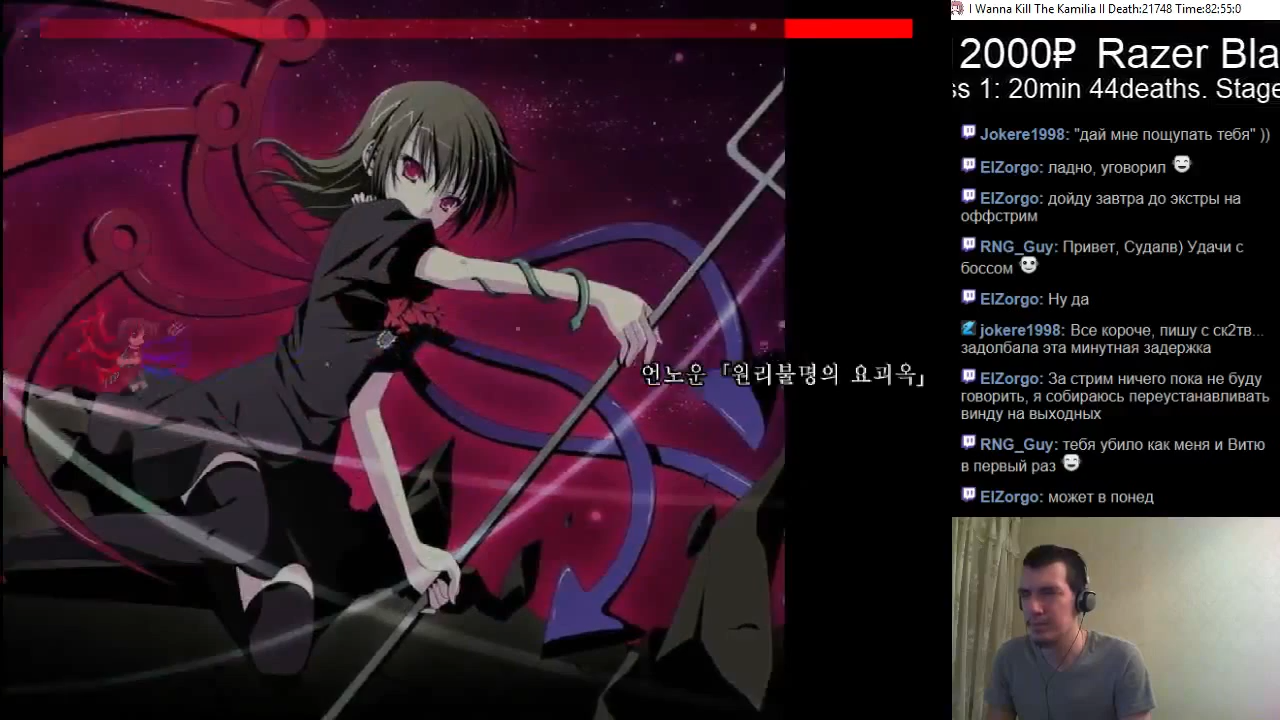 I Wanna Kill The Kamilia II Death:21748 Time:82:55:0
2000₽ Razer Bla
ss 1: 20min 44deaths. Stage
Jokere1998: "дай мне пощупать тебя" ))
ElZorgo: ладно, уговорил
ElZorgo: дойду завтра до экстры на
оффстрим
RNG_Guy: Привет, Судалв) Удачи с
боссом
ElZorgo: Ну да
jokere1998: Все короче, пишу с ск2тв...
задолбала эта минутная задержка
ElZorgo: За стрим ничего пока не буду
говорить, я собираюсь переустанавливать
винду на выходных
RNG_Guy: тебя убило как меня и Витю
в первый раз
ElZorgo: может в понед
언노운 「원리불명의 요괴옥」